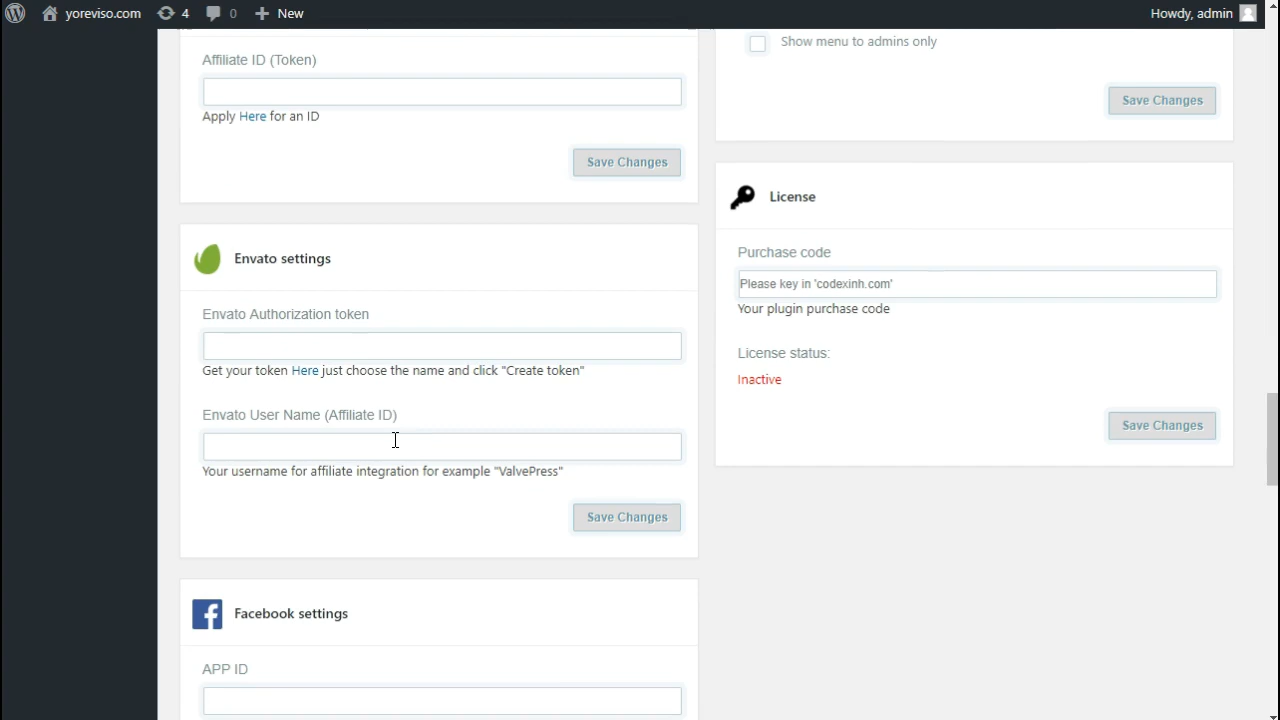 yoreviso.com 4 0 New Howdy, admin
Affiliate ID (Token)
Apply Here for an ID
Save Changes
Envato settings
Envato Authorization token
Get your token Here just choose the name and click "Create token"
Envato User Name (Affiliate ID)
Your username for affiliate integration for example "ValvePress"
Save Changes
Facebook settings
APP ID
Show menu to admins only
Save Changes
License
Purchase code
Please key in 'codexinh.com'
Your plugin purchase code
License status:
Inactive
Save Changes